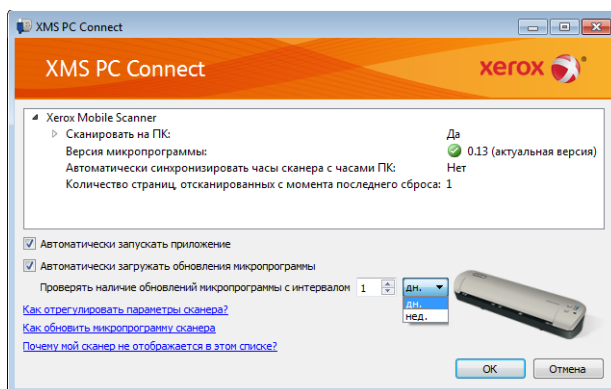 XMS PC Connect
XMS PC Connect
xerox
Xerox Mobile Scanner
Сканировать на ПК: Да
Версия микропрограммы: 0.13 (актуальная версия)
Автоматически синхронизировать часы сканера с часами ПК: Нет
Количество страниц, отсканированных с момента последнего сброса: 1
Автоматически запускать приложение
Автоматически загружать обновления микропрограммы
Проверять наличие обновлений микропрограммы с интервалом 1 дн.
дн.
нед.
Как отрегулировать параметры сканера?
Как обновить микропрограмму сканера
Почему мой сканер не отображается в этом списке?
OK Отмена